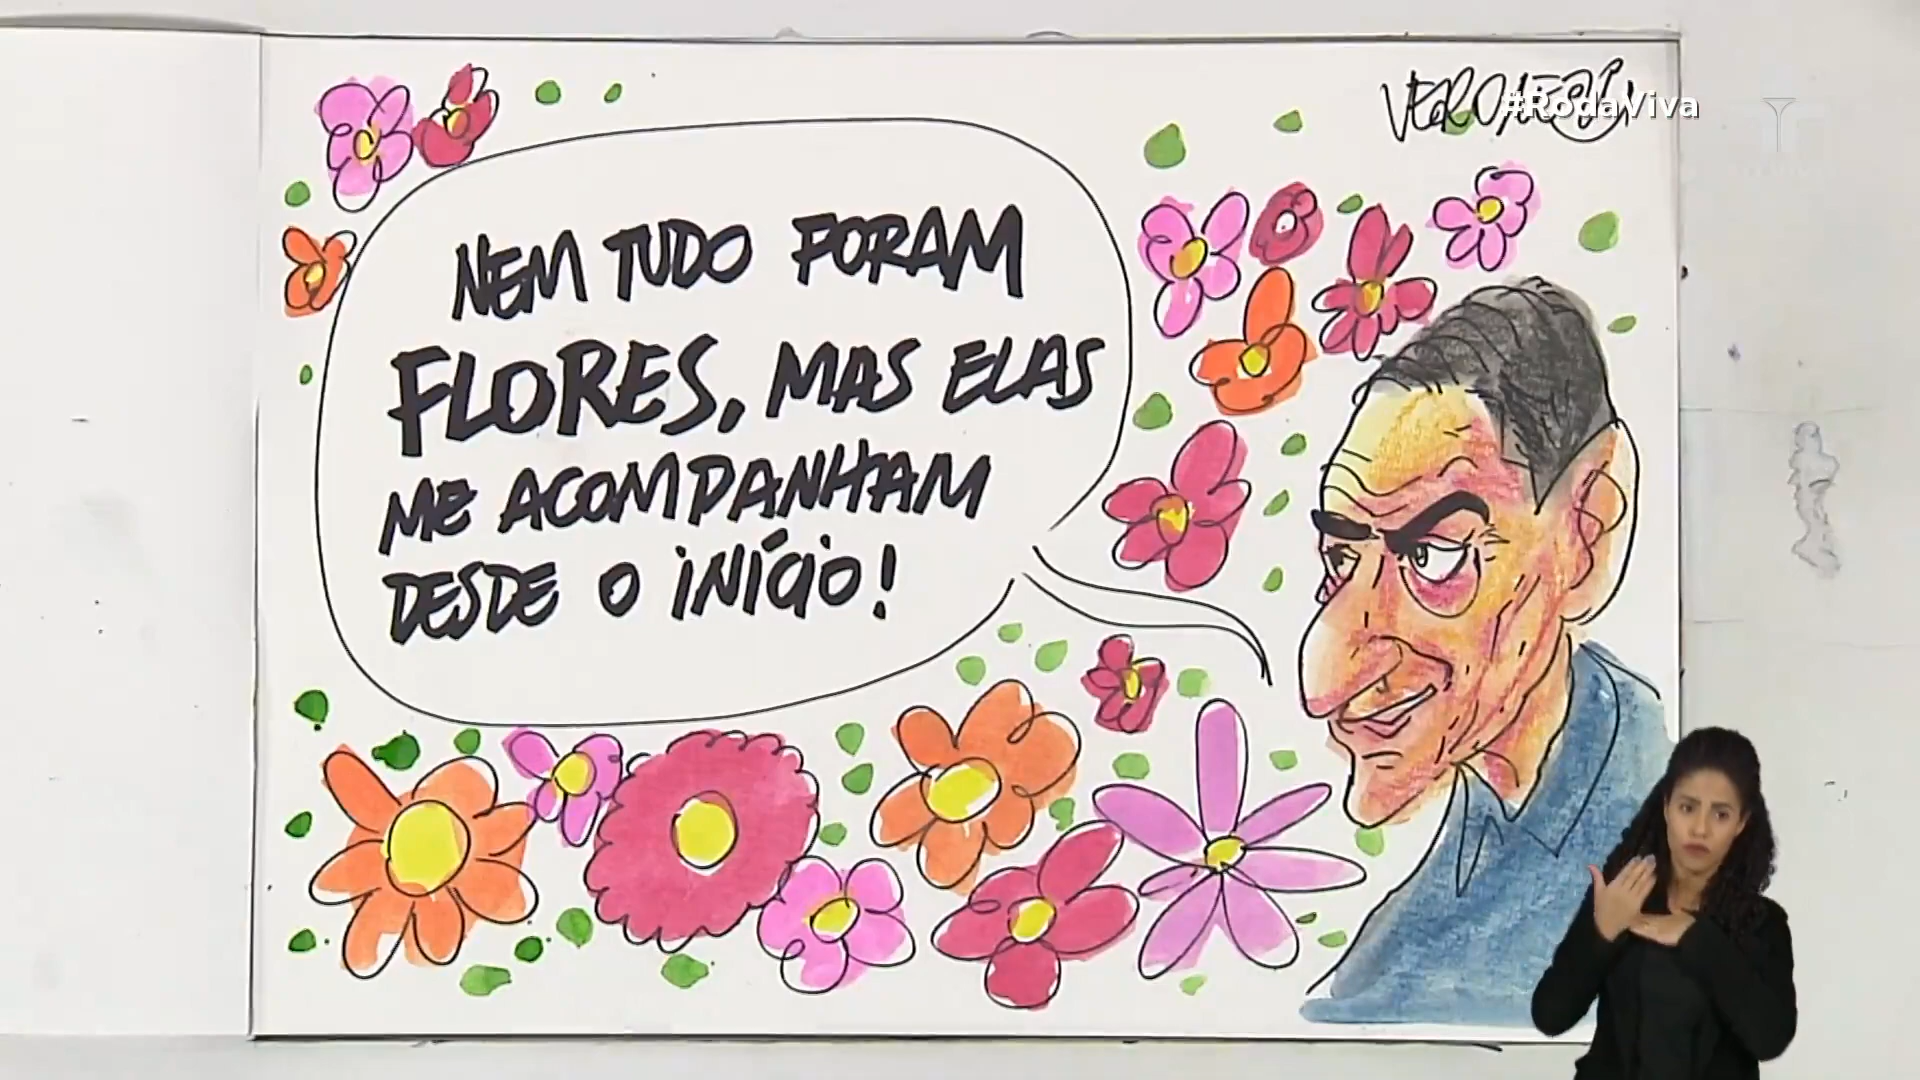 #RodaViva
NEM TUDO FORAM
FLORES, MAS ELAS
ME ACOMPANHAM
DESDE O INÍCIO!